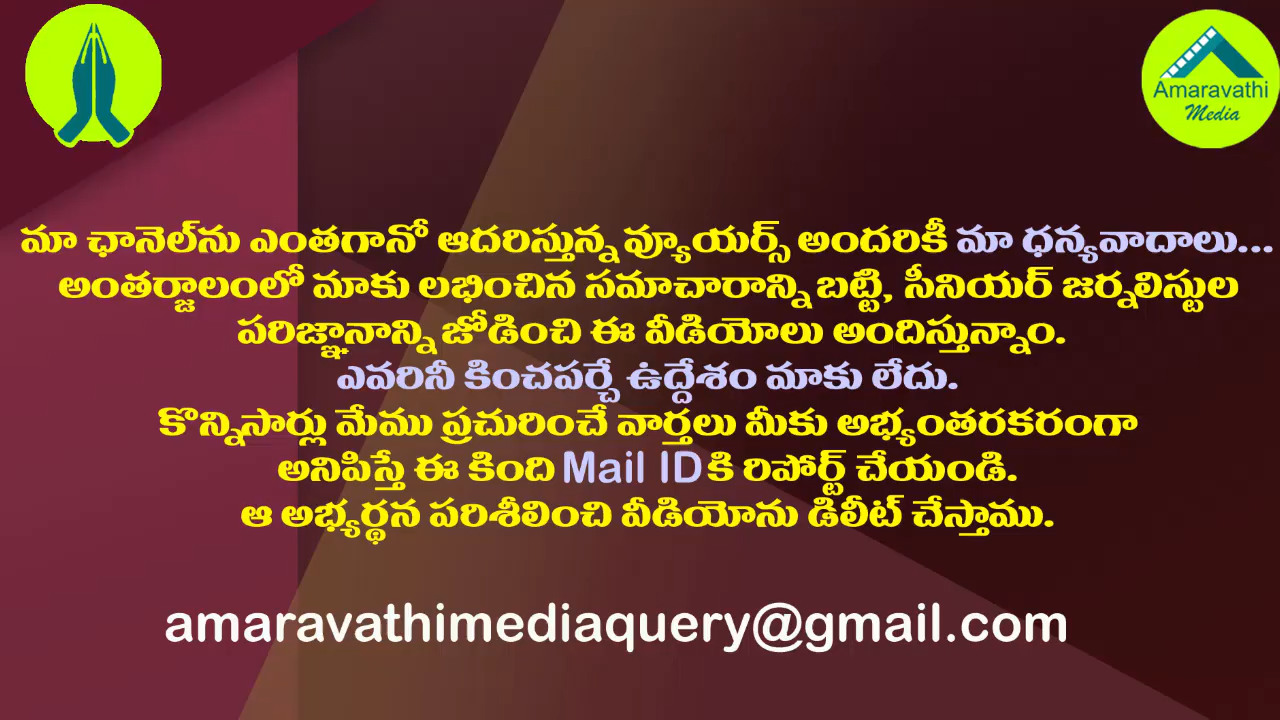 Amaravathi
Media
మా ఛానెల్‌ను ఎంతగానో ఆదరిస్తున్న వ్యూయర్స్ అందరికీ మా ధన్యవాదాలు...
అంతర్జాలంలో మాకు లభించిన సమాచారాన్ని బట్టి, సీనియర్ జర్నలిస్టుల
పరిజ్ఞానాన్ని జోడించి ఈ వీడియోలు అందిస్తున్నాం.
ఎవరినీ కించపర్చే ఉద్దేశం మాకు లేదు.
కొన్నిసార్లు మేము ప్రచురించే వార్తలు మీకు అభ్యంతరకరంగా
అనిపిస్తే ఈ కింది Mail ID కి రిపోర్ట్ చేయండి.
ఆ అభ్యర్థన పరిశీలించి వీడియోను డిలీట్ చేస్తాము.
amaravathimediaquery@gmail.com